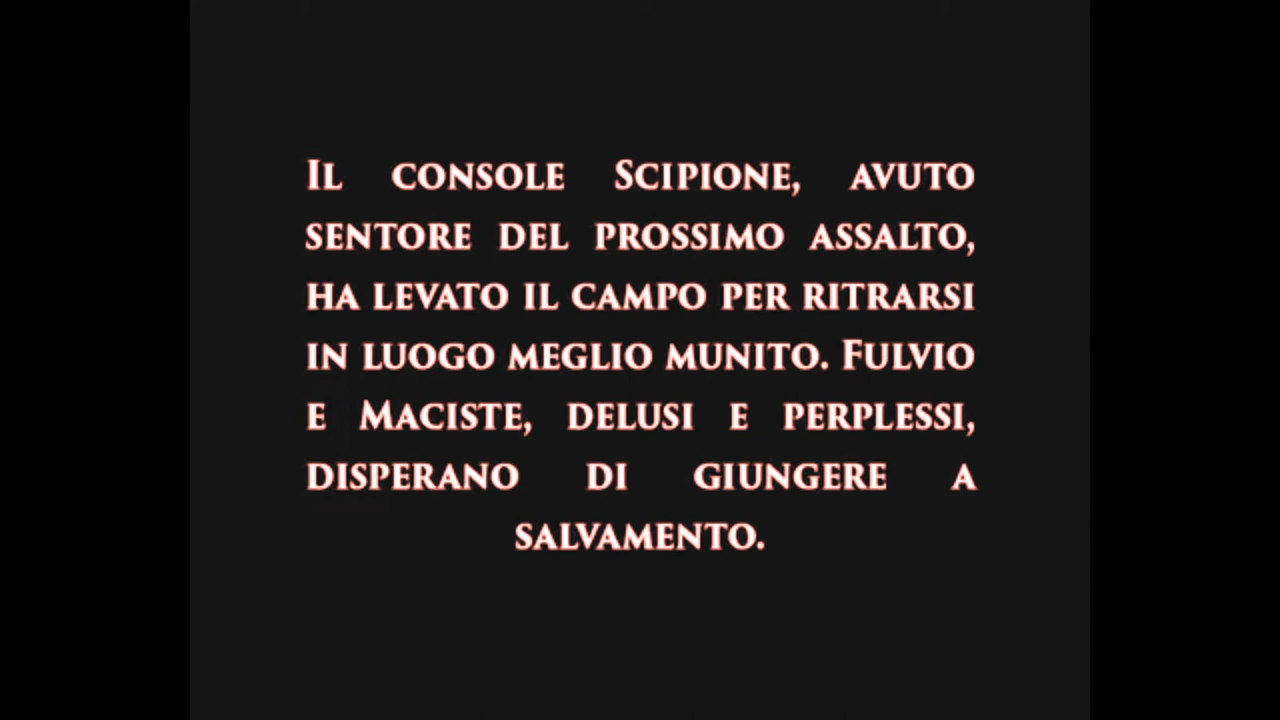 Il console Scipione, avuto
sentore del prossimo assalto,
ha levato il campo per ritrarsi
in luogo meglio munito. Fulvio
e Maciste, delusi e perplessi,
disperano di giungere a
salvamento.